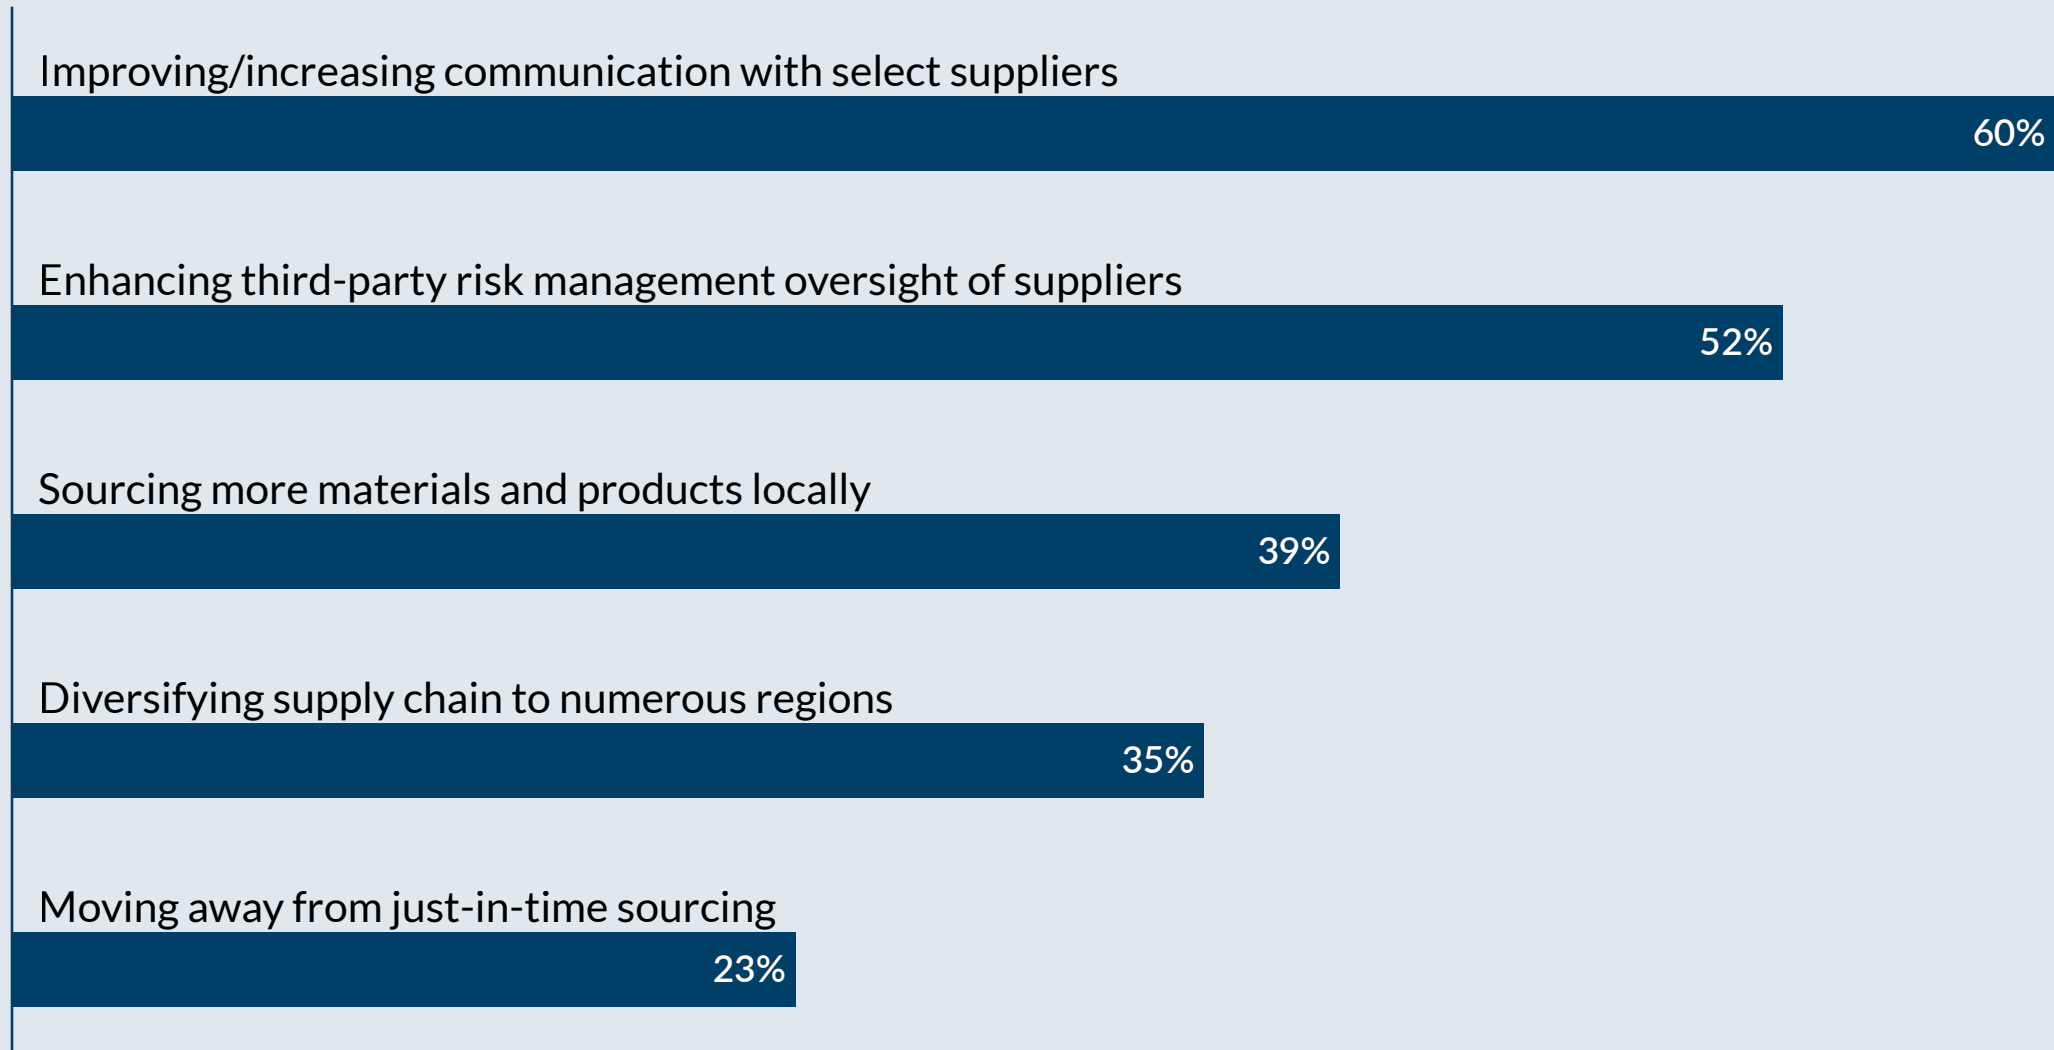 Improving/increasing communication with select suppliers
60%
Enhancing third-party risk management oversight of suppliers
52%
Sourcing more materials and products locally
39%
Diversifying supply chain to numerous regions
35%
Moving away from just-in-time sourcing
23%